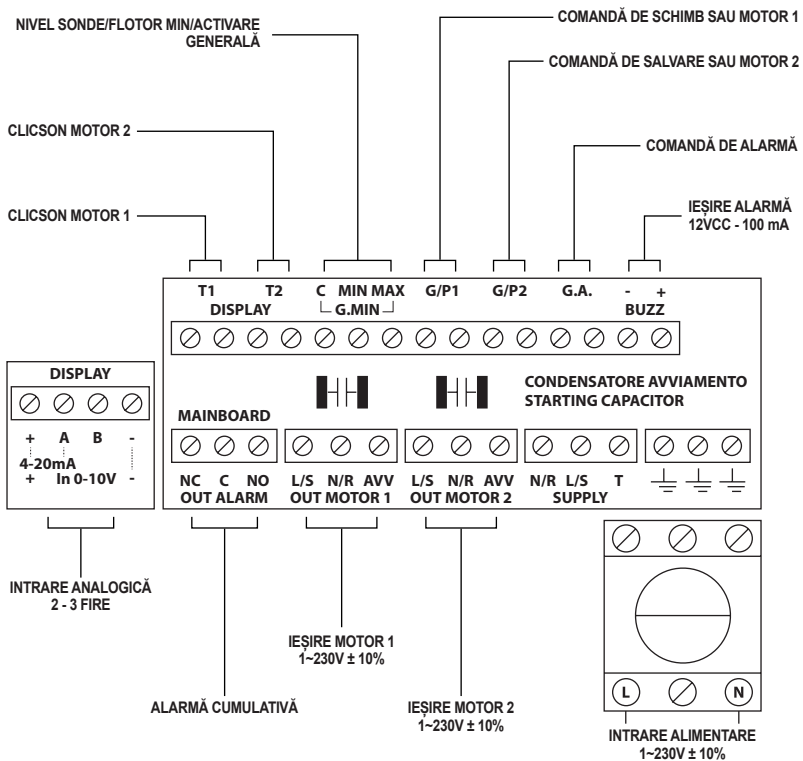 NIVEL SONDE/FLOTOR MIN/ACTIVARE
GENERALĂ
COMANDĂ DE SCHIMB SAU MOTOR 1
COMANDĂ DE SALVARE SAU MOTOR 2
CLICSON MOTOR 2
COMANDĂ DE ALARMĂ
CLICSON MOTOR 1
IEȘIRE ALARMĂ
12VCC - 100 mA
T1 T2 C MIN MAX G/P1 G/P2 G.A. - +
DISPLAY G.MIN BUZZ
DISPLAY
CONDENSATORE AVVIAMENTO
STARTING CAPACITOR
MAINBOARD
+ A B -
4-20mA
+ In 0-10V -
NC C NO L/S N/R AVV L/S N/R AVV N/R L/S T
OUT ALARM OUT MOTOR 1 OUT MOTOR 2 SUPPLY
INTRARE ANALOGICĂ
2 - 3 FIRE
IEȘIRE MOTOR 1
1~230V ± 10%
ALARMĂ CUMULATIVĂ
IEȘIRE MOTOR 2
1~230V ± 10%
L N
INTRARE ALIMENTARE
1~230V ± 10%